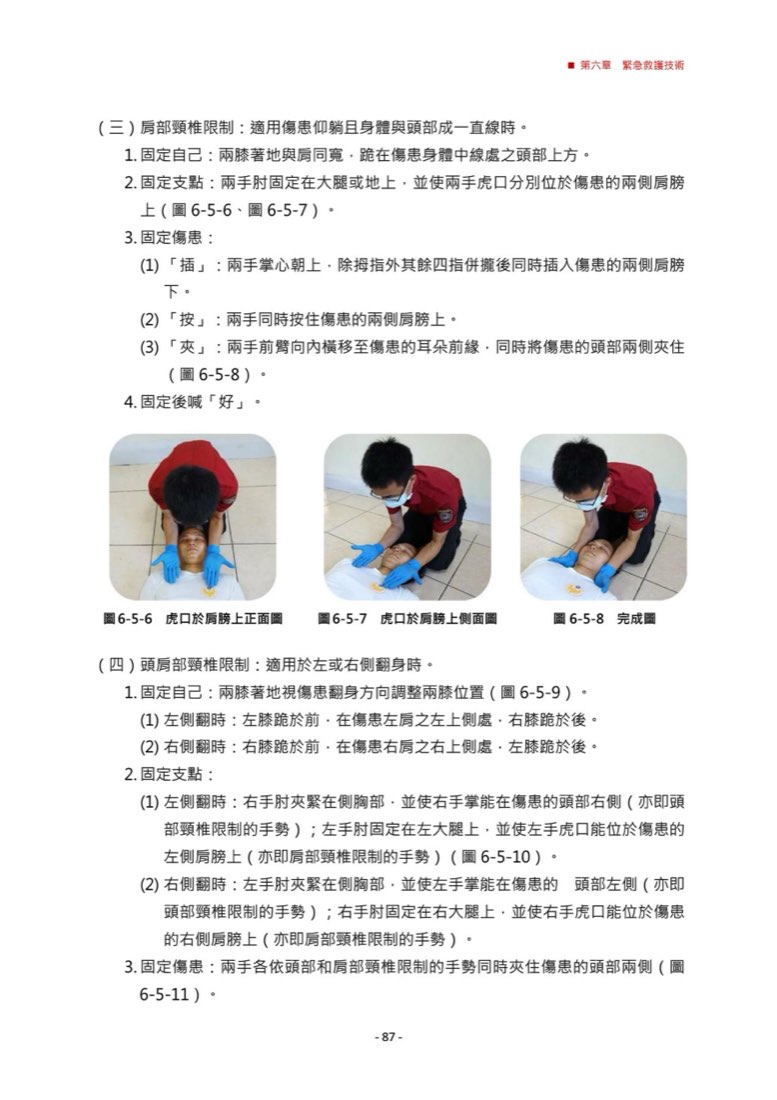 ■ 第六章 緊急救護技術
（三）肩部頸椎限制：適用傷患仰躺且身體與頭部成一直線時。
1. 固定自己：兩膝著地與肩同寬，跪在傷患身體中線處之頭部上方。
2. 固定支點：兩手肘固定在大腿或地上，並使兩手虎口分別位於傷患的兩側肩膀
上（圖 6-5-6、圖 6-5-7）。
3. 固定傷患：
(1) 「插」：兩手掌心朝上，除拇指外其餘四指併攏後同時插入傷患的兩側肩膀
下。
(2) 「按」：兩手同時按住傷患的兩側肩膀上。
(3) 「夾」：兩手前臂向內橫移至傷患的耳朵前緣，同時將傷患的頭部兩側夾住
（圖 6-5-8）。
4. 固定後喊「好」。
圖 6-5-6 虎口於肩膀上正面圖
圖 6-5-7 虎口於肩膀上側面圖
圖 6-5-8 完成圖
（四）頭肩部頸椎限制：適用於左或右側翻身時。
1. 固定自己：兩膝著地視傷患翻身方向調整兩膝位置（圖 6-5-9）。
(1) 左側翻時：左膝跪於前，在傷患左肩之左上側處，右膝跪於後。
(2) 右側翻時：右膝跪於前，在傷患右肩之右上側處，左膝跪於後。
2. 固定支點：
(1) 左側翻時：右手肘夾緊在側胸部，並使右手掌能在傷患的頭部右側（亦即頭
部頸椎限制的手勢）；左手肘固定在左大腿上，並使左手虎口能位於傷患的
左側肩膀上（亦即肩部頸椎限制的手勢）（圖 6-5-10）。
(2) 右側翻時：左手肘夾緊在側胸部，並使左手掌能在傷患的 頭部左側（亦即
頭部頸椎限制的手勢）；右手肘固定在右大腿上，並使右手虎口能位於傷患
的右側肩膀上（亦即肩部頸椎限制的手勢）。
3. 固定傷患：兩手各依頭部和肩部頸椎限制的手勢同時夾住傷患的頭部兩側（圖
6-5-11）。
- 87 -